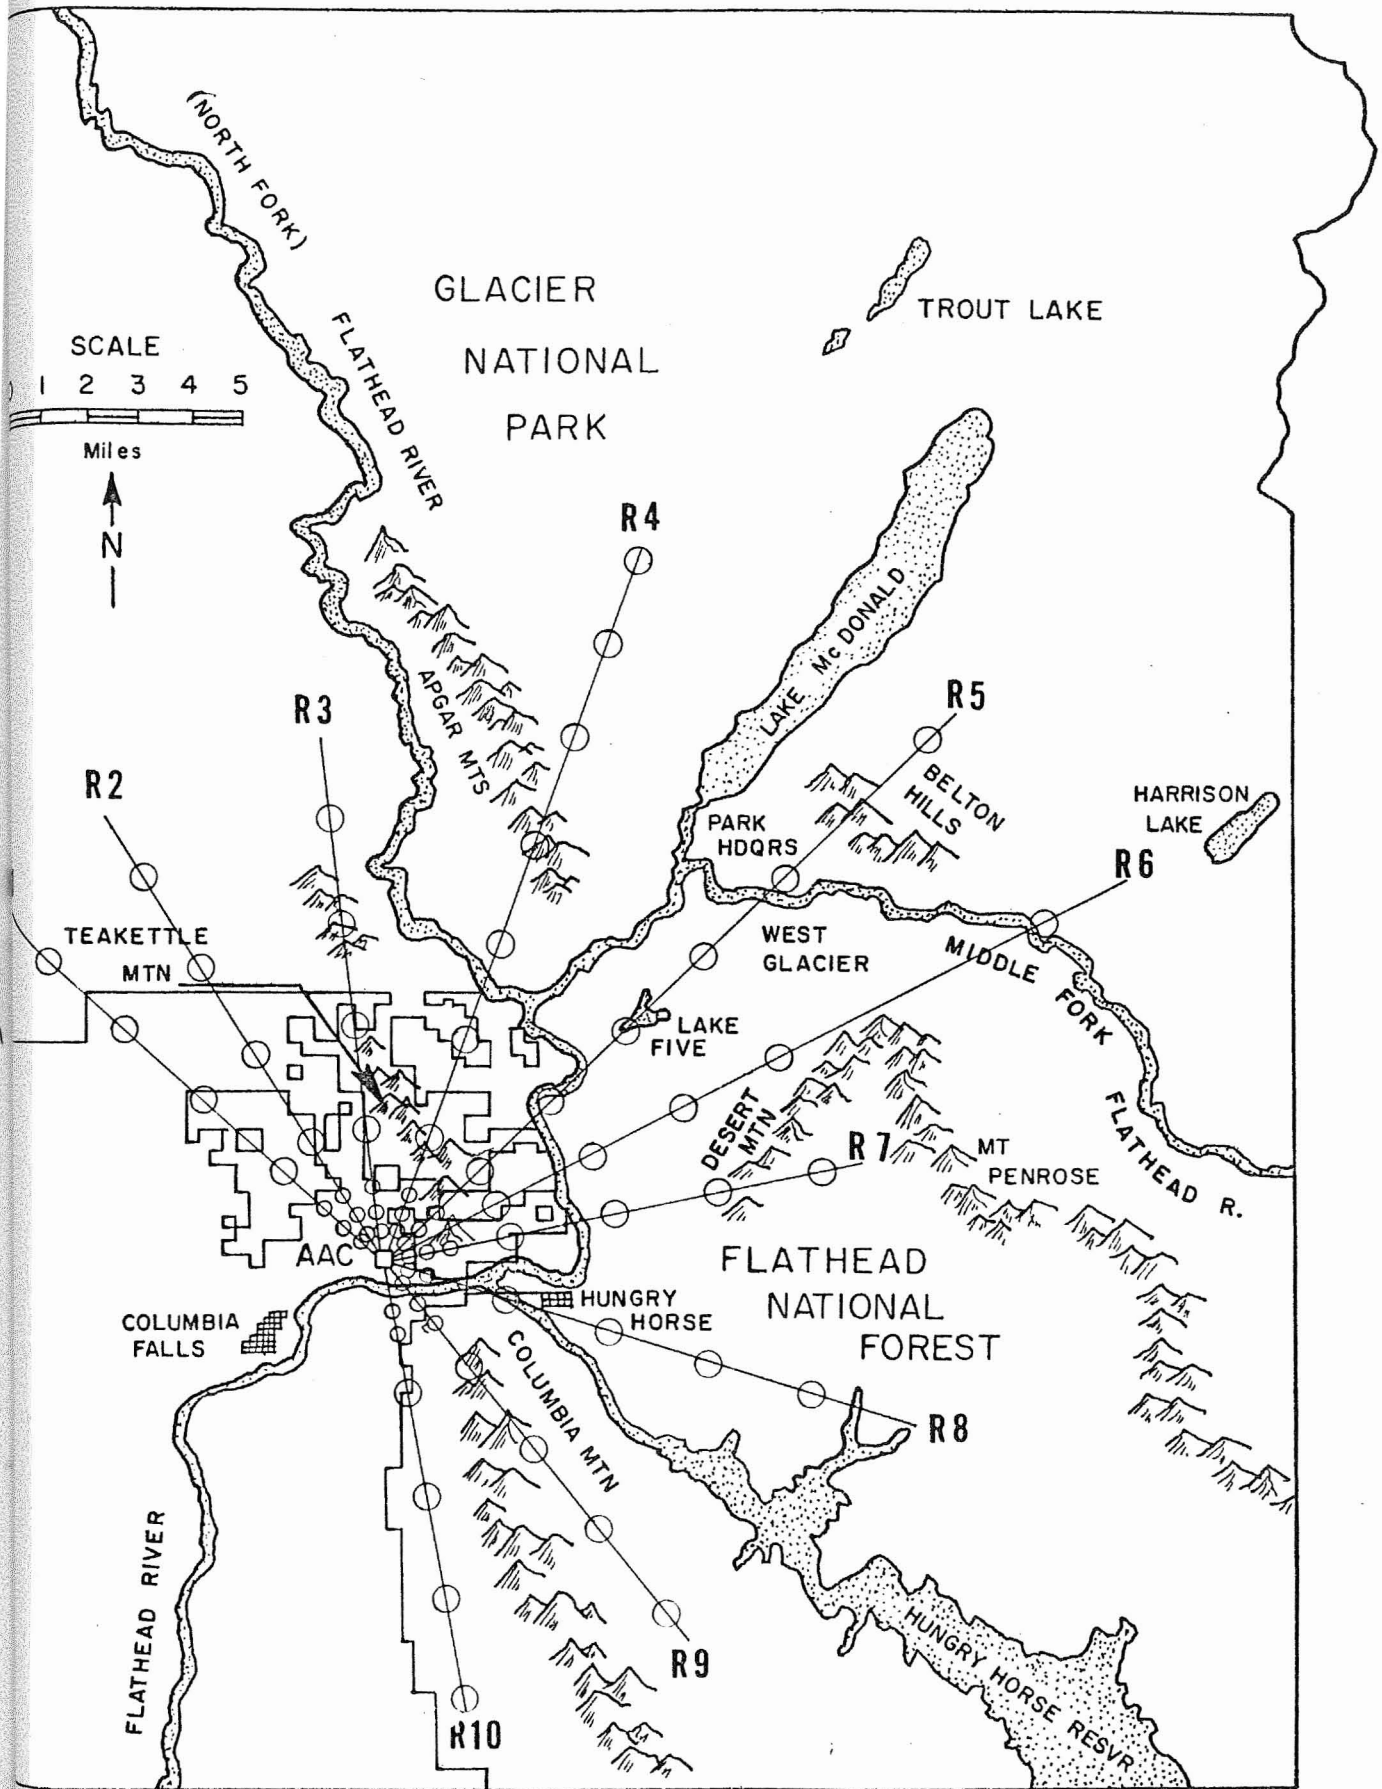 (NORTH FORK)
FLATHEAD RIVER
GLACIER
NATIONAL
PARK
TROUT LAKE
SCALE
1 2 3 4 5
Miles
N
R4
LAKE McDONALD
APGAR MTS
R3
R5
R2
BELTON
HILLS
HARRISON
LAKE
PARK
HDQRS
R6
TEAKETTLE
MTN
WEST
GLACIER
MIDDLE FORK
FLATHEAD R.
LAKE
FIVE
DESERT
MTN
R7
MT
PENROSE
AAC
FLATHEAD
NATIONAL
FOREST
HUNGRY
HORSE
COLUMBIA
FALLS
COLUMBIA MTN
R8
FLATHEAD RIVER
HUNGRY HORSE RESVR
R9
R10